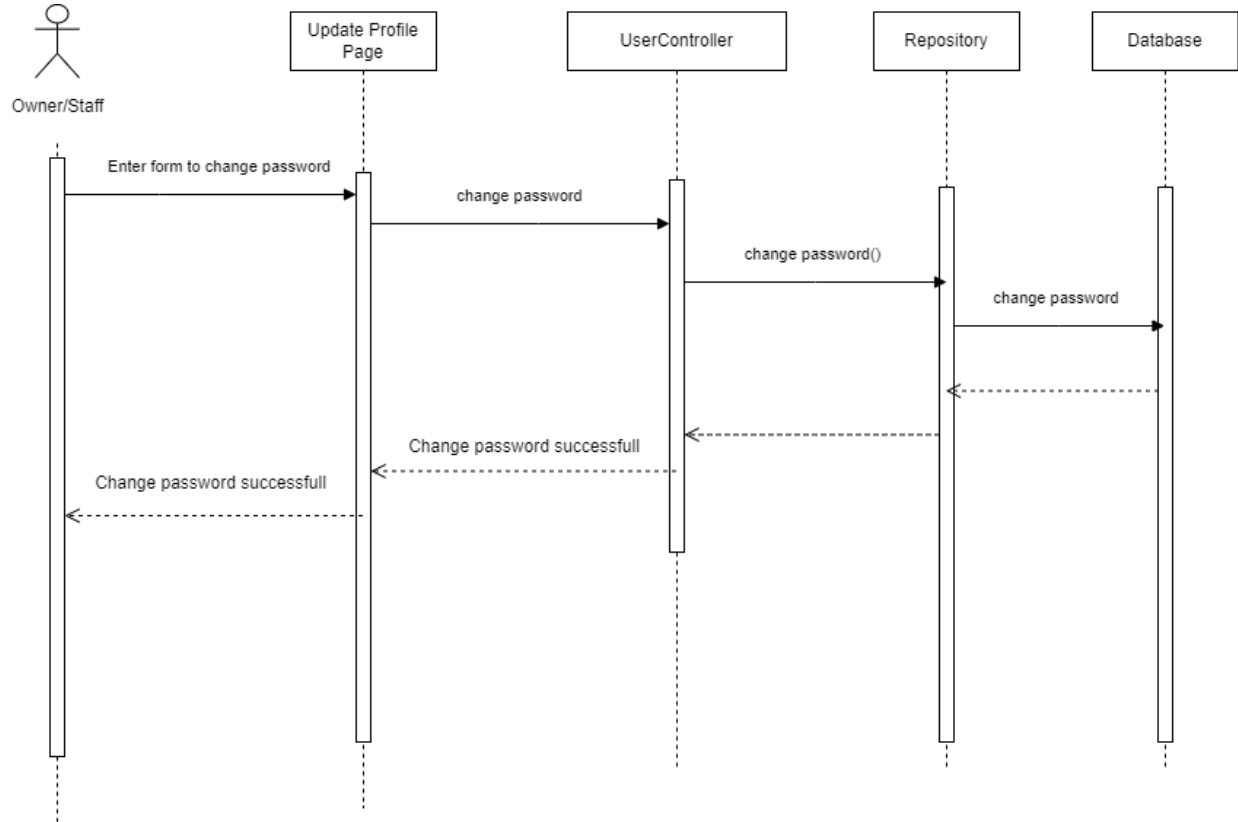 Update Profile
Page
UserController
Repository
Database
Owner/Staff
Enter form to change password
change password
change password()
change password
Change password successfull
Change password successfull